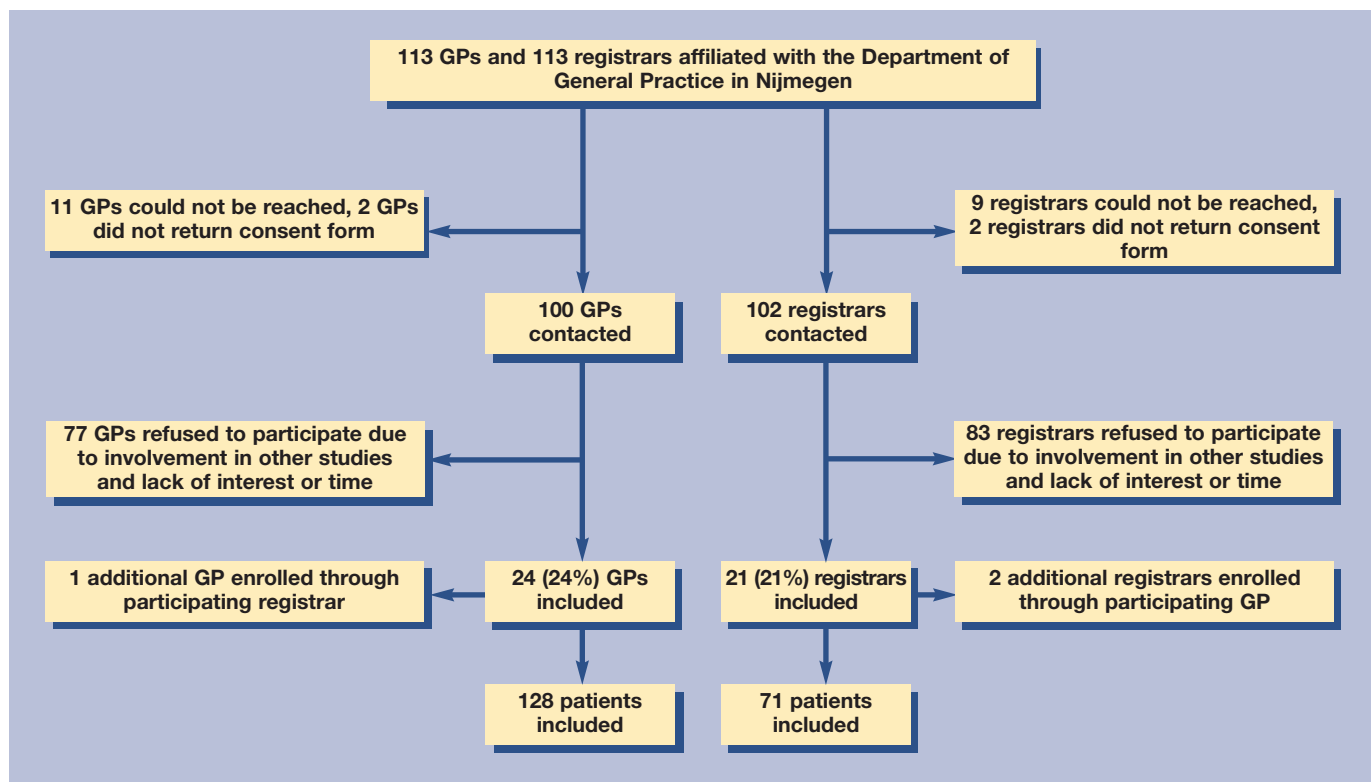 113 GPs and 113 registrars affiliated with the Department of
General Practice in Nijmegen
11 GPs could not be reached, 2 GPs
did not return consent form
9 registrars could not be reached,
2 registrars did not return consent
form
100 GPs
contacted
102 registrars
contacted
77 GPs refused to participate due
to involvement in other studies
and lack of interest or time
83 registrars refused to participate
due to involvement in other studies
and lack of interest or time
1 additional GP enrolled through
participating registrar
24 (24%) GPs
included
21 (21%) registrars
included
2 additional registrars enrolled
through participating GP
128 patients
included
71 patients
included